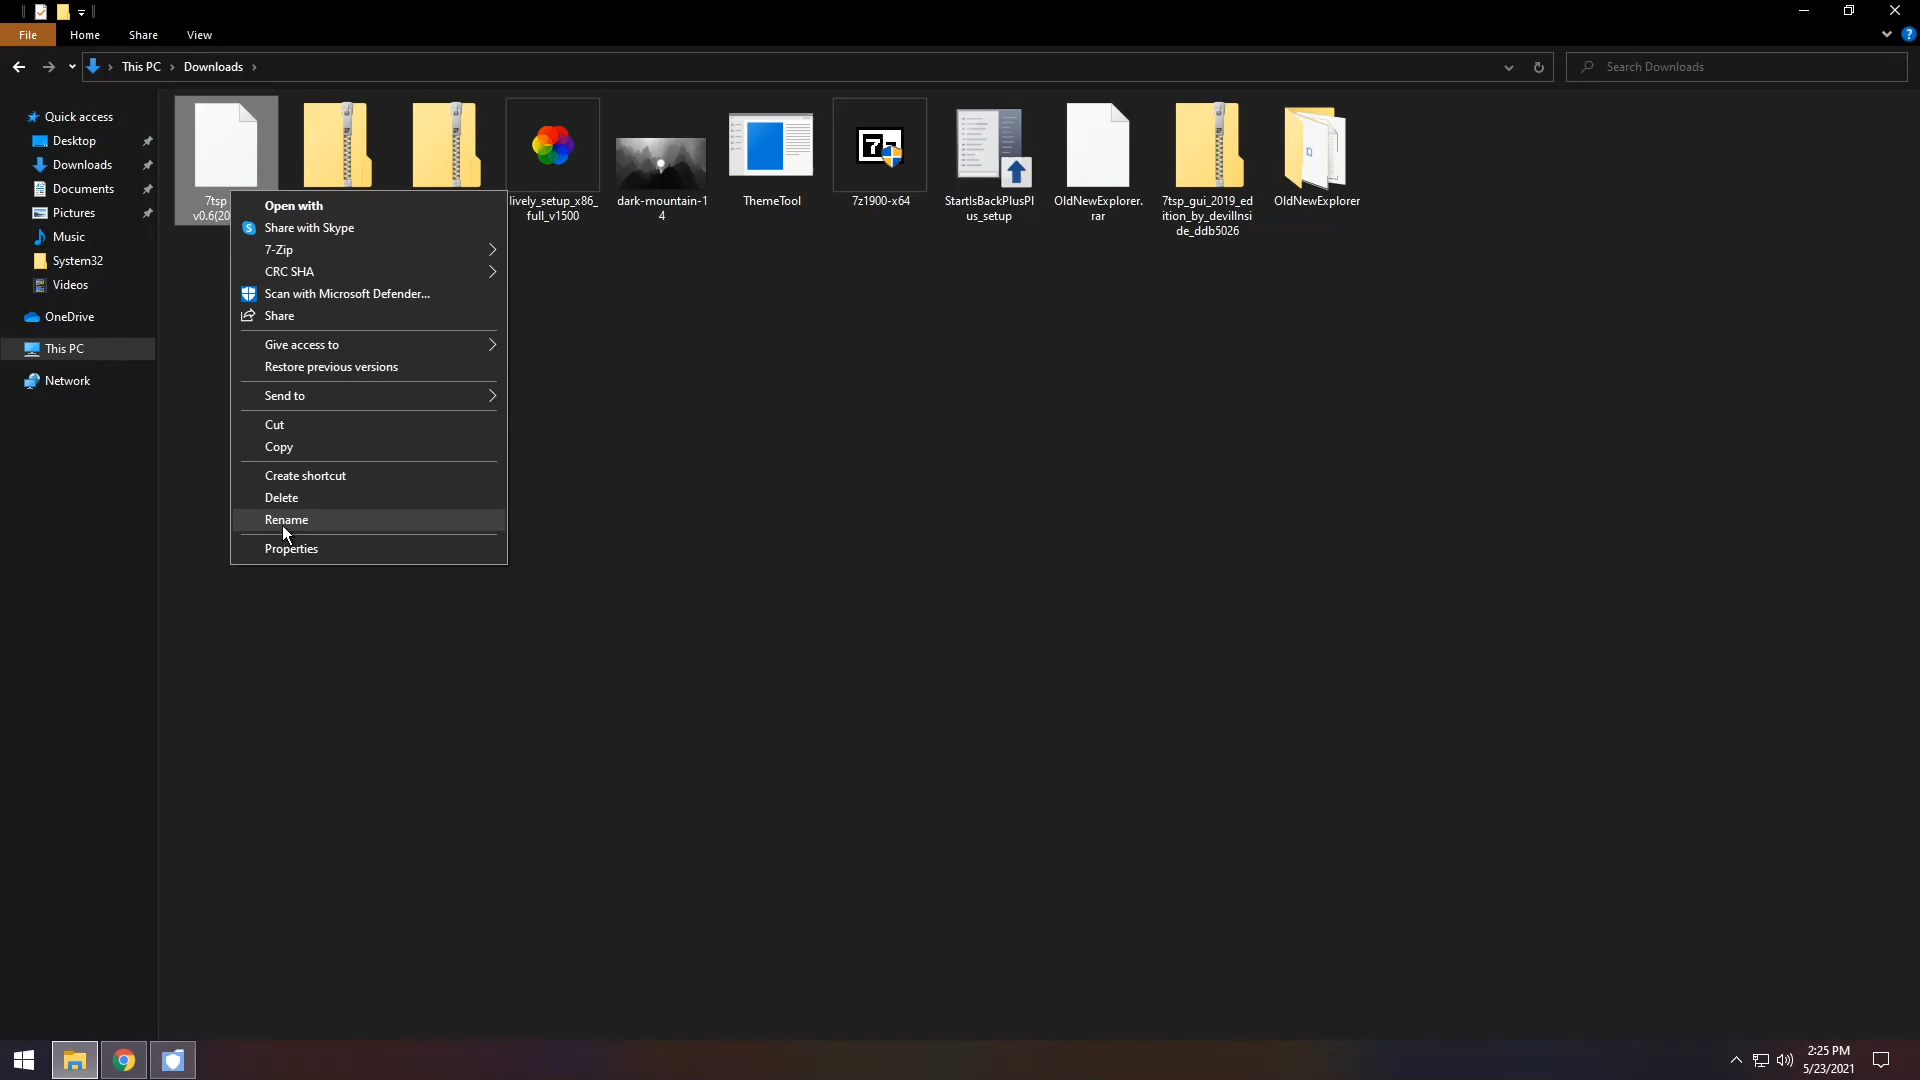 File
Home
Share
View
This PC
Downloads
Search Downloads
Quick access
Desktop
Downloads
Documents
Pictures
Music
System32
Videos
OneDrive
This PC
Network
7tsp
v0.6(20
lively_setup_x86_
full_v1500
dark-mountain-1
4
ThemeTool
7z1900-x64
StartIsBackPlusPl
us_setup
OldNewExplorer.
rar
7tsp_gui_2019_ed
ition_by_devillnsi
de_ddb5026
OldNewExplorer
Open with
Share with Skype
7-Zip
CRC SHA
Scan with Microsoft Defender...
Share
Give access to
Restore previous versions
Send to
Cut
Copy
Create shortcut
Delete
Rename
Properties
2:25 PM
5/23/2021